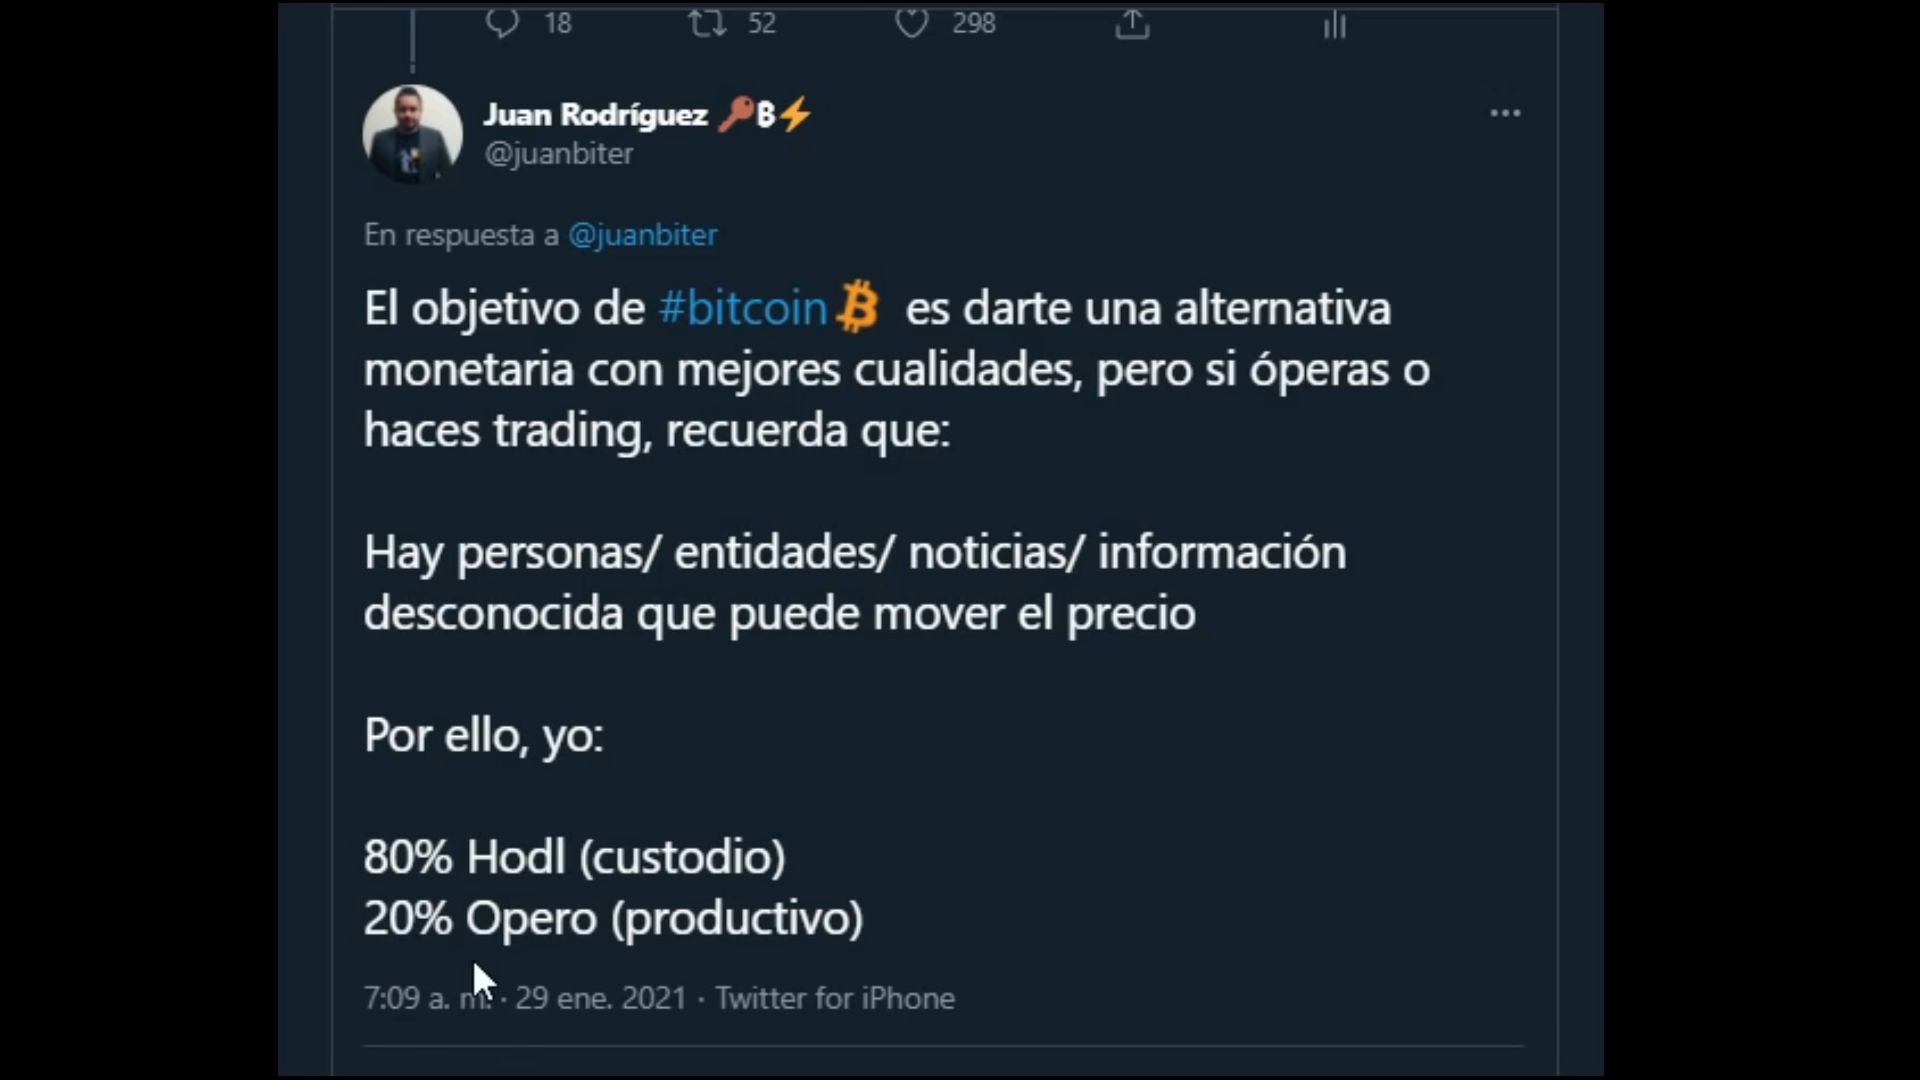 18 52 298
Juan Rodríguez 🔑₿⚡
@juanbiter
En respuesta a @juanbiter
El objetivo de #bitcoin es darte una alternativa
monetaria con mejores cualidades, pero si óperas o
haces trading, recuerda que:
Hay personas/ entidades/ noticias/ información
desconocida que puede mover el precio
Por ello, yo:
80% Hodl (custodio)
20% Opero (productivo)
7:09 a. m. · 29 ene. 2021 · Twitter for iPhone